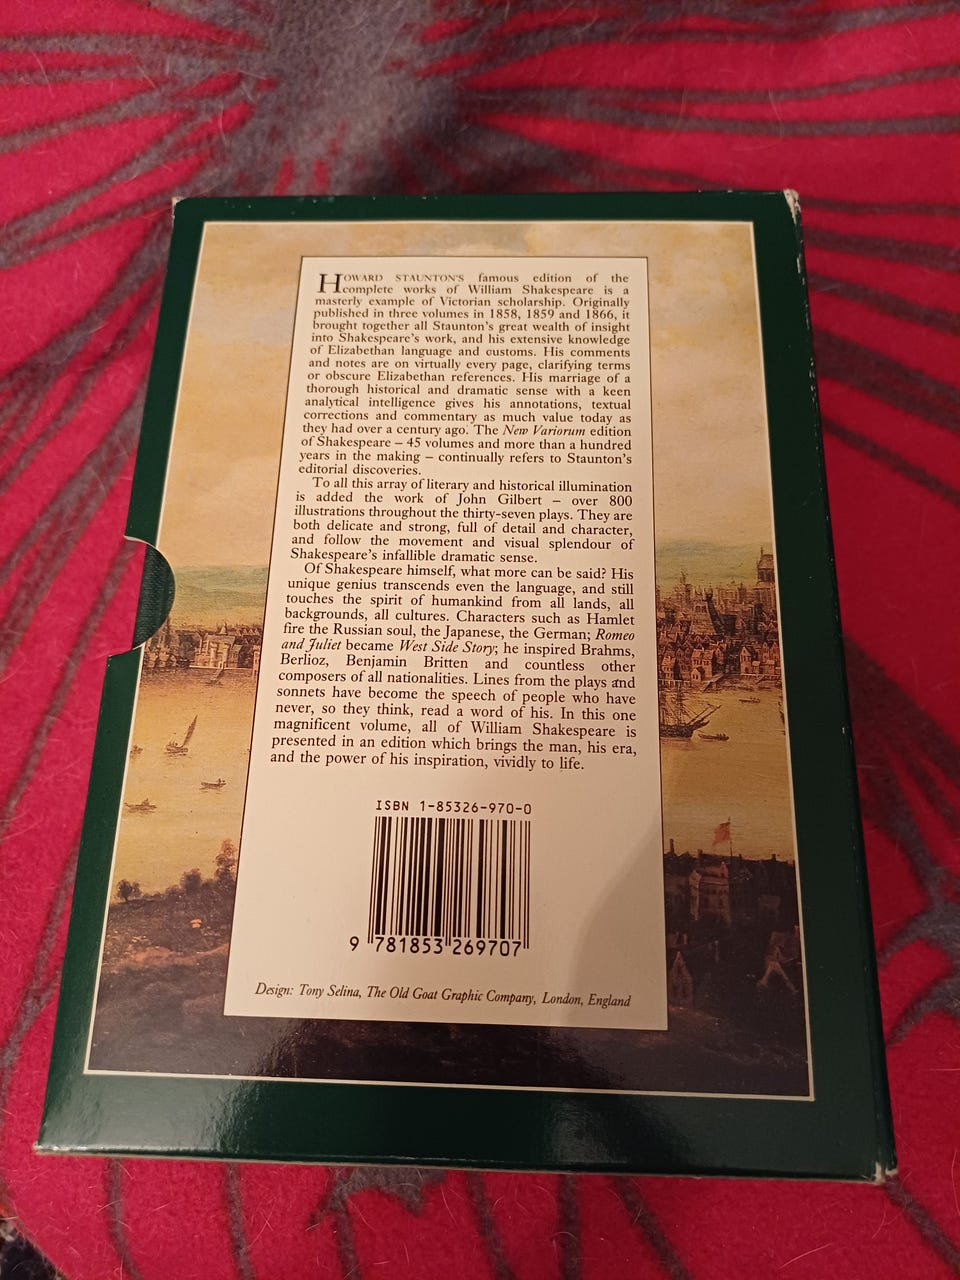 HOWARD STAUNTON'S famous edition of the
complete works of William Shakespeare is a
masterly example of Victorian scholarship. Originally
published in three volumes in 1858, 1859 and 1866, it
brought together all Staunton's great wealth of insight
into Shakespeare's work, and his extensive knowledge
of Elizabethan language and customs. His comments
and notes are on virtually every page, clarifying terms
or obscure Elizabethan references. His marriage of a
thorough historical and dramatic sense with a keen
analytical intelligence gives his annotations, textual
corrections and commentary as much value today as
they had over a century ago. The New Variorum edition
of Shakespeare – 45 volumes and more than a hundred
years in the making – continually refers to Staunton's
editorial discoveries.
To all this array of literary and historical illumination
is added the work of John Gilbert – over 800
illustrations throughout the thirty-seven plays. They are
both delicate and strong, full of detail and character,
and follow the movement and visual splendour of
Shakespeare's infallible dramatic sense.
Of Shakespeare himself, what more can be said? His
unique genius transcends even the language, and still
touches the spirit of humankind from all lands, all
backgrounds, all cultures. Characters such as Hamlet
fire the Russian soul, the Japanese, the German; Romeo
and Juliet became West Side Story; he inspired Brahms,
Berlioz, Benjamin Britten and countless other
composers of all nationalities. Lines from the plays and
sonnets have become the speech of people who have
never, so they think, read a word of his. In this one
magnificent volume, all of William Shakespeare is
presented in an edition which brings the man, his era,
and the power of his inspiration, vividly to life.
ISBN 1-85326-970-0
9 781853 269707
Design: Tony Selina, The Old Goat Graphic Company, London, England